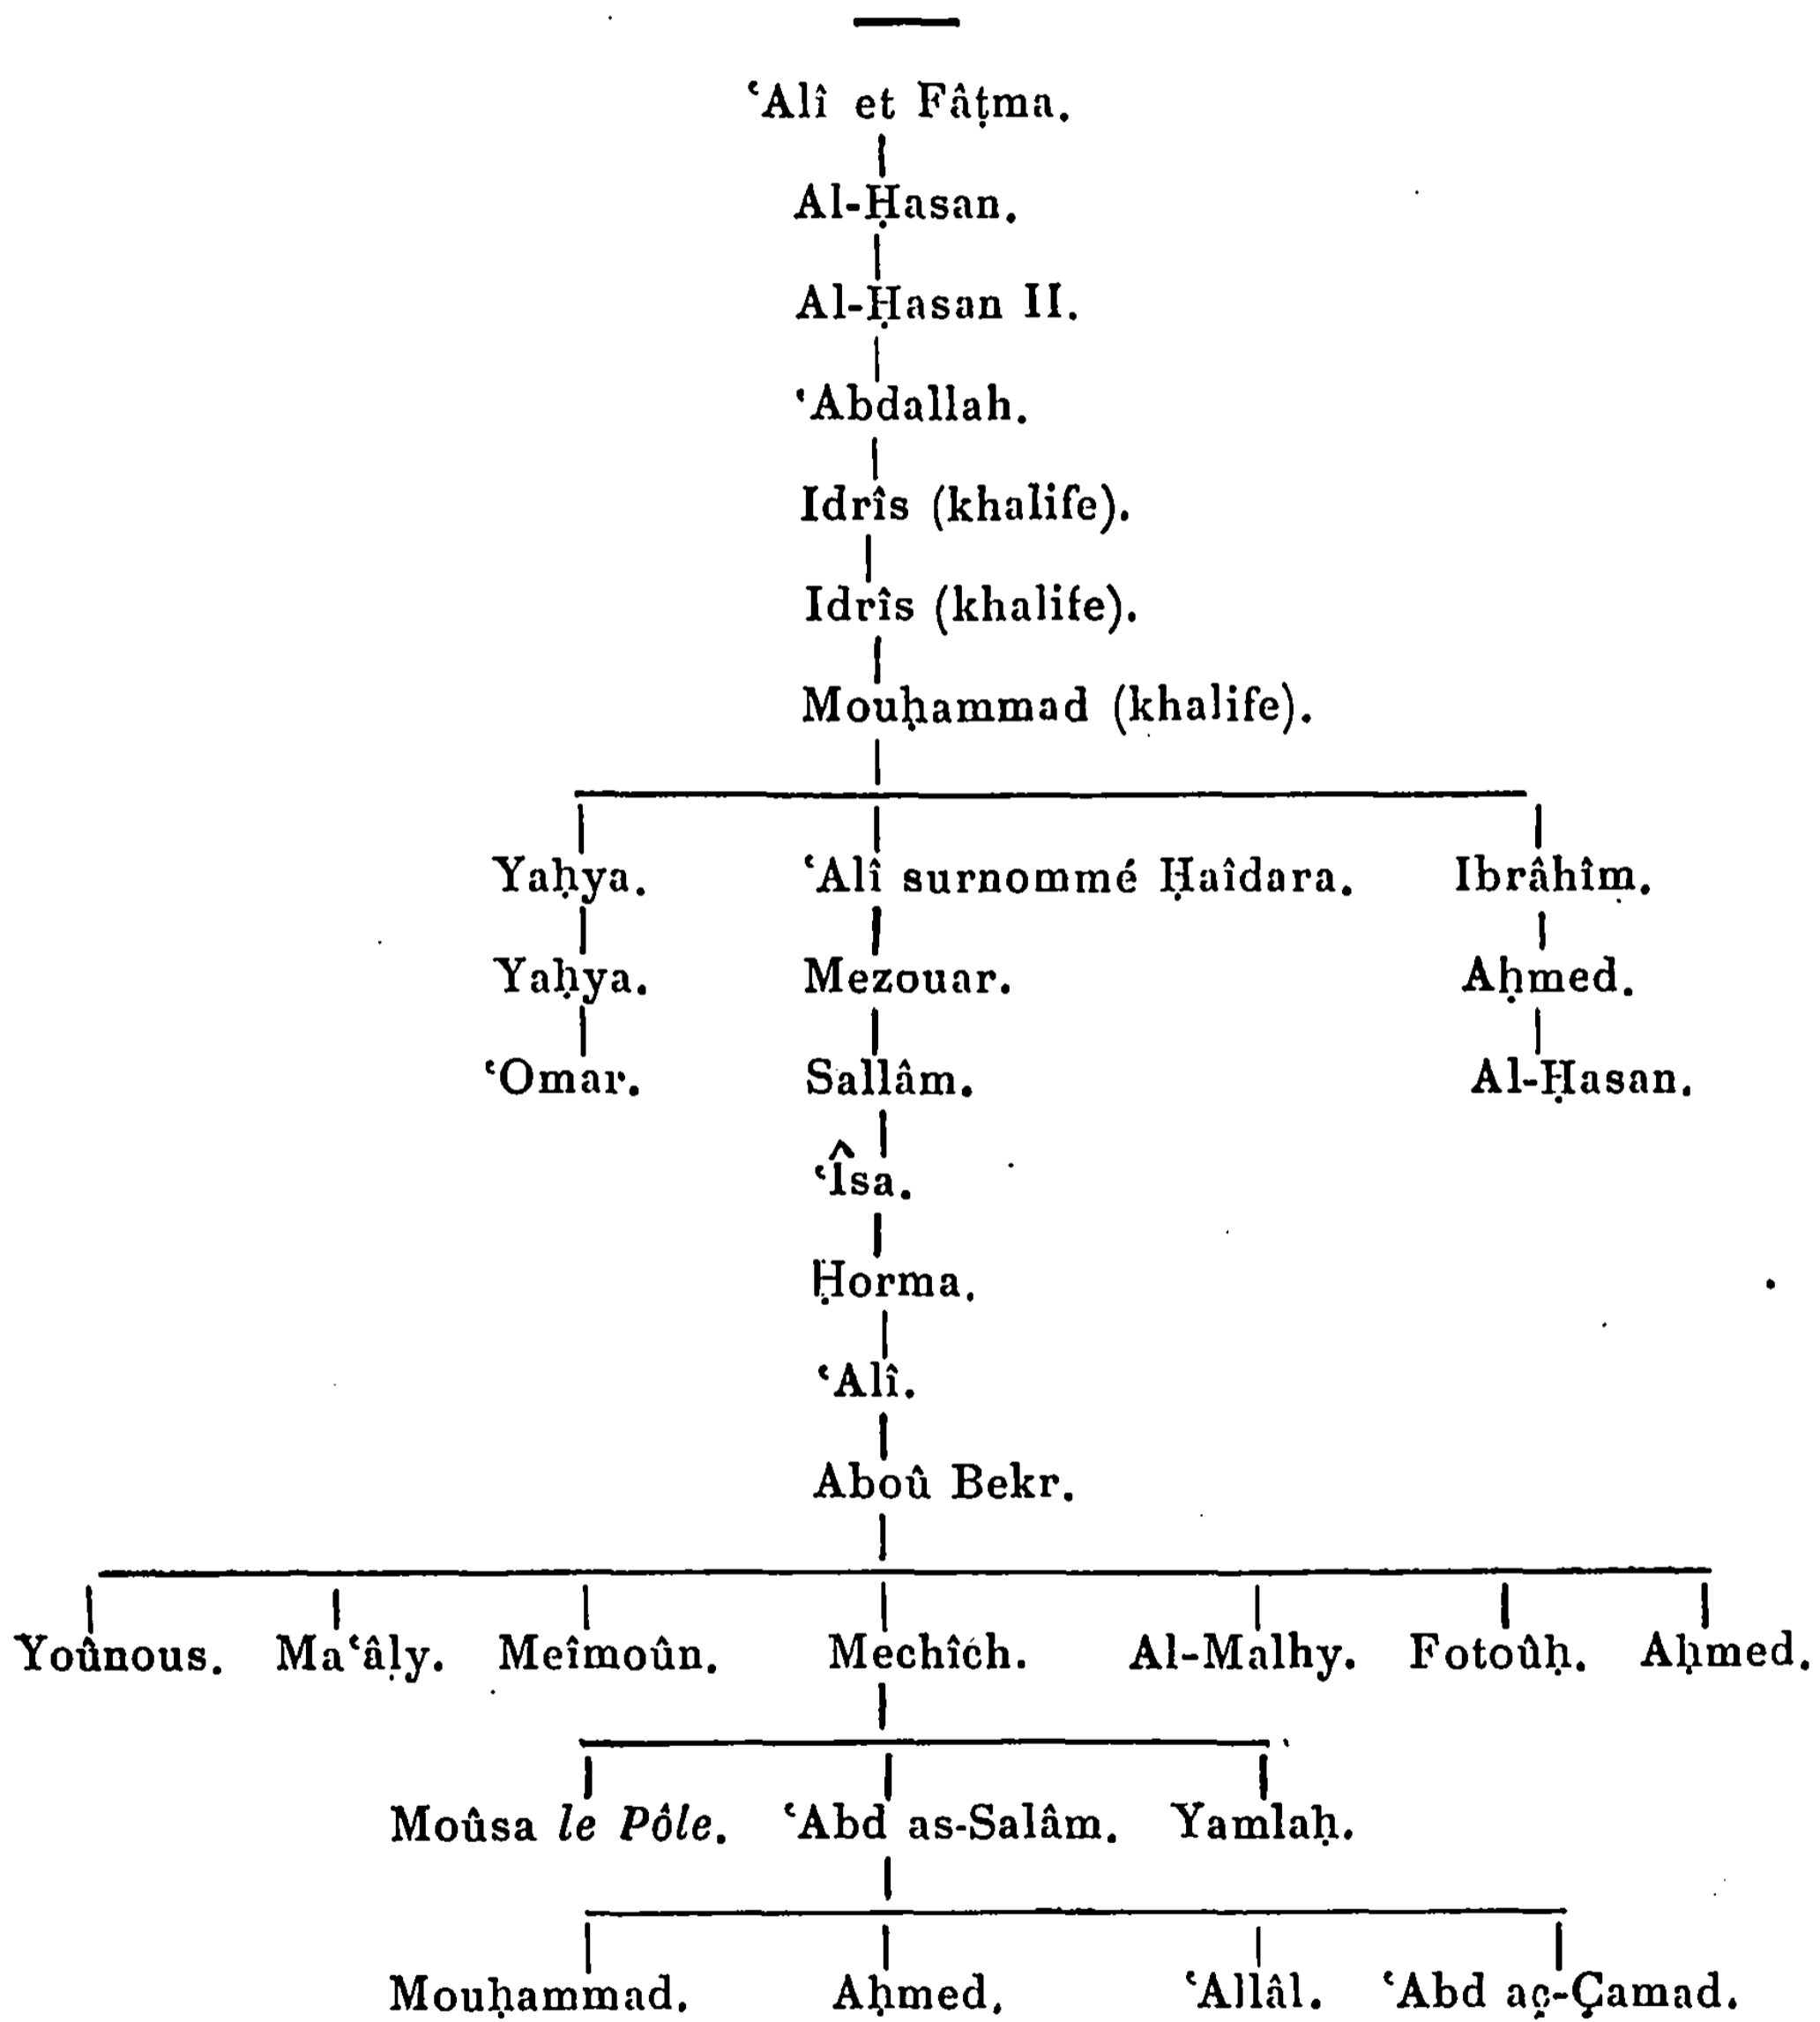 ʿAlî et Fâṭma.
Al-Ḥasan.
Al-Ḥasan II.
ʿAbdallah.
Idrîs (khalife).
Idrîs (khalife).
Mouḥammad (khalife).
Yaḥya. ʿAlî surnommé Ḥaîdara. Ibrâhîm.
Yaḥya. Mezouar. Aḥmed.
ʿOmar. Sallâm. Al-Ḥasan.
ʿÎsa.
Ḥorma.
ʿAlî.
Aboû Bekr.
Yoûnous. Maʿâḷy. Meîmoûn. Mechîch. Al-Malhy. Fotoûḥ. Aḥmed.
Moûsa le Pôle. ʿAbd as-Salâm. Yamlaḥ.
Mouḥammad. Aḥmed. ʿAllâl. ʿAbd aç-Çamad.